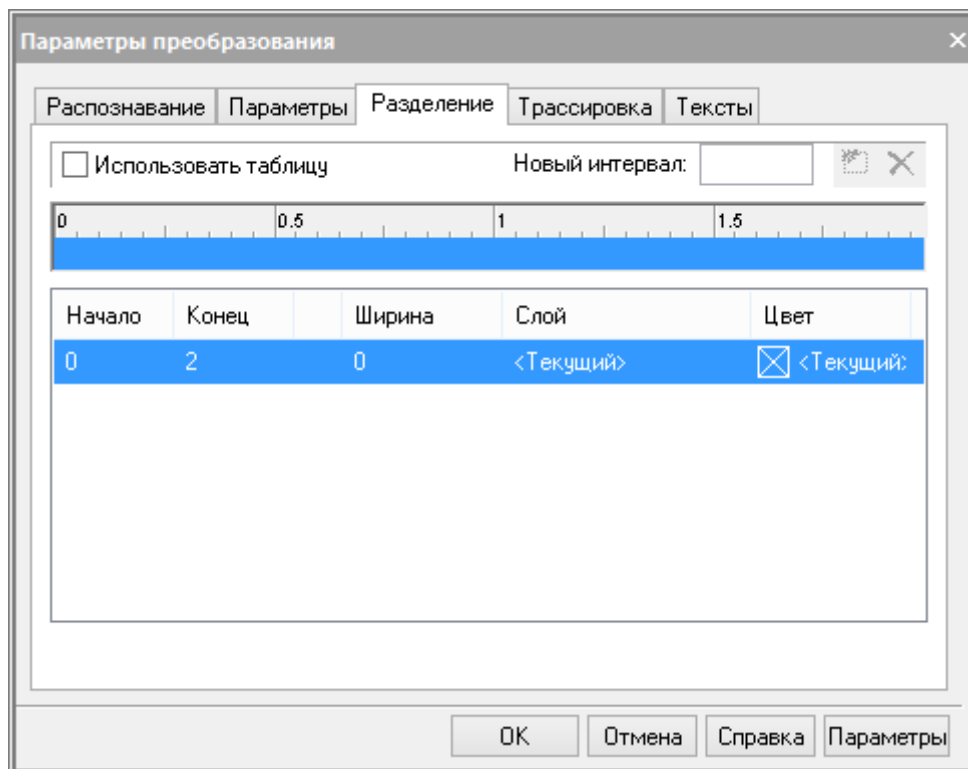 Параметры преобразования
Распознавание Параметры Разделение Трассировка Тексты
Использовать таблицу Новый интервал:
0 0.5 1 1.5
Начало Конец Ширина Слой Цвет
0 2 0 <Текущий> <Текущий>
OK Отмена Справка Параметры